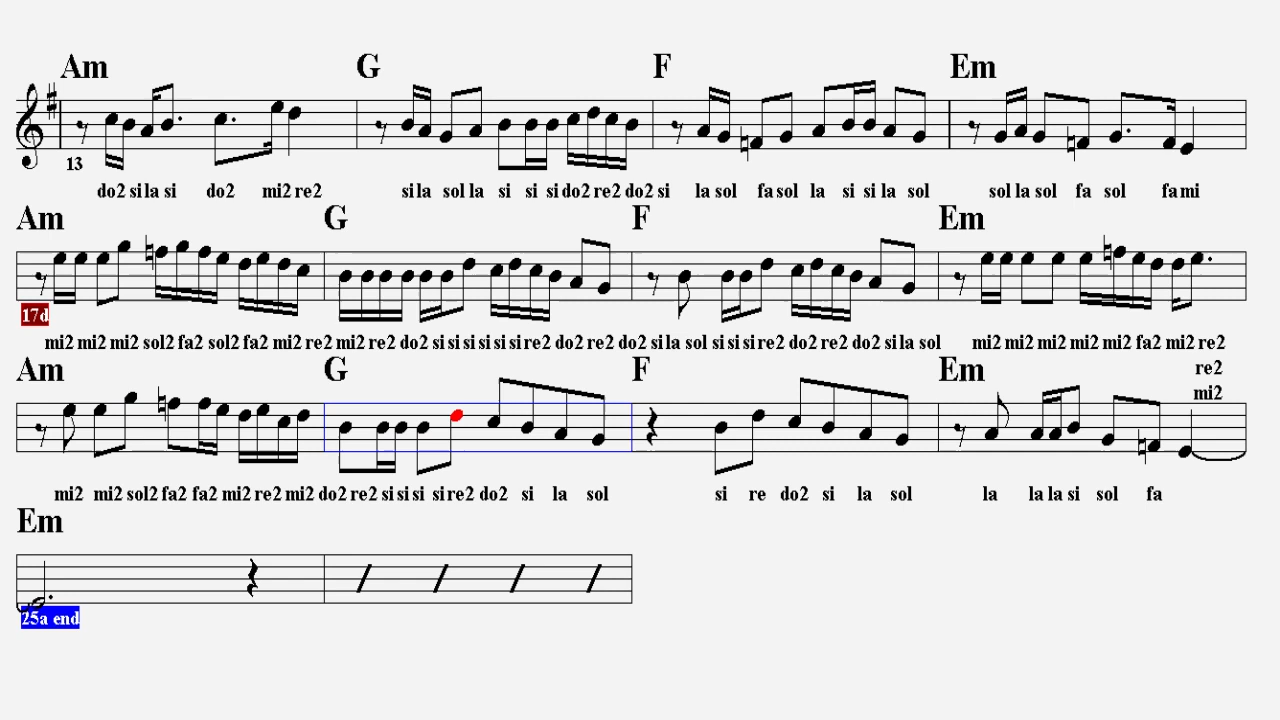 Am G F Em
13
do2 si la si do2 mi2 re2 si la sol la si si si do2 re2 do2 si la sol fa sol la si si la sol sol la sol fa sol fa mi
Am G F Em
17d
mi2 mi2 mi2 sol2 fa2 sol2 fa2 mi2 re2 mi2 re2 do2 si si si si si si re2 do2 re2 do2 si la sol si si si re2 do2 re2 do2 si la sol mi2 mi2 mi2 mi2 mi2 fa2 mi2 re2
re2
mi2
Am G F Em
mi2 mi2 sol2 fa2 fa2 mi2 re2 mi2 do2 re2 si si si si re2 do2 si la sol si re do2 si la sol la la la si sol fa
Em
25a end